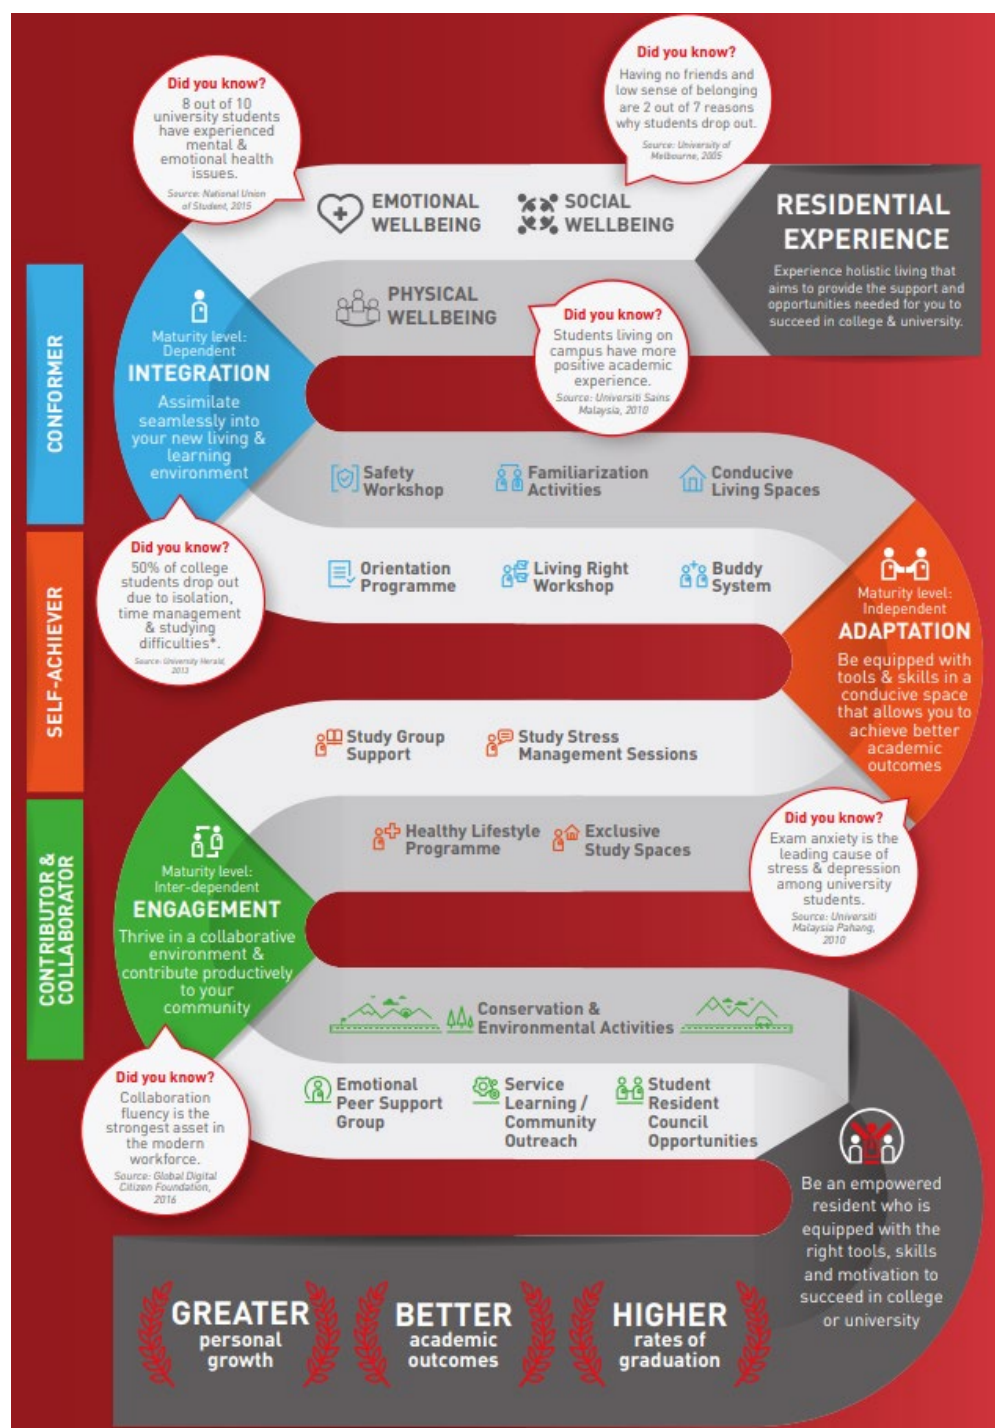 Did you know?
8 out of 10
university students
have experienced
mental &
emotional health
issues.
Source: National Union
of Student, 2015
Did you know?
Having no friends and
low sense of belonging
are 2 out of 7 reasons
why students drop out.
Source: University of
Melbourne, 2005
EMOTIONAL
WELLBEING
SOCIAL
WELLBEING
RESIDENTIAL
EXPERIENCE
Experience holistic living that
aims to provide the support and
opportunities needed for you to
succeed in college & university.
PHYSICAL
WELLBEING
Did you know?
Students living on
campus have more
positive academic
experience.
Source: Universiti Sains
Malaysia, 2010
CONFORMER
Maturity level:
Dependent
INTEGRATION
Assimilate
seamlessly into
your new living &
learning
environment
Safety
Workshop
Familiarization
Activities
Conducive
Living Spaces
Did you know?
50% of college
students drop out
due to isolation,
time management
& studying
difficulties*.
Source: University Herald,
2013
Orientation
Programme
Living Right
Workshop
Buddy
System
SELF-ACHIEVER
Maturity level:
Independent
ADAPTATION
Be equipped with
tools & skills in a
conducive space
that allows you to
achieve better
academic
outcomes
Study Group
Support
Study Stress
Management Sessions
Healthy Lifestyle
Programme
Exclusive
Study Spaces
Did you know?
Exam anxiety is the
leading cause of
stress & depression
among university
students.
Source: Universiti
Malaysia Pahang,
2010
CONTRIBUTOR &
COLLABORATOR
Maturity level:
Inter-dependent
ENGAGEMENT
Thrive in a collaborative
environment &
contribute productively
to your
community
Conservation &
Environmental Activities
Did you know?
Collaboration
fluency is the
strongest asset in
the modern
workforce.
Source: Global Digital
Citizen Foundation,
2016
Emotional
Peer Support
Group
Service
Learning /
Community
Outreach
Student
Resident
Council
Opportunities
Be an empowered
resident who is
equipped with the
right tools, skills
and motivation to
succeed in college
or university
GREATER
personal
growth
BETTER
academic
outcomes
HIGHER
rates of
graduation